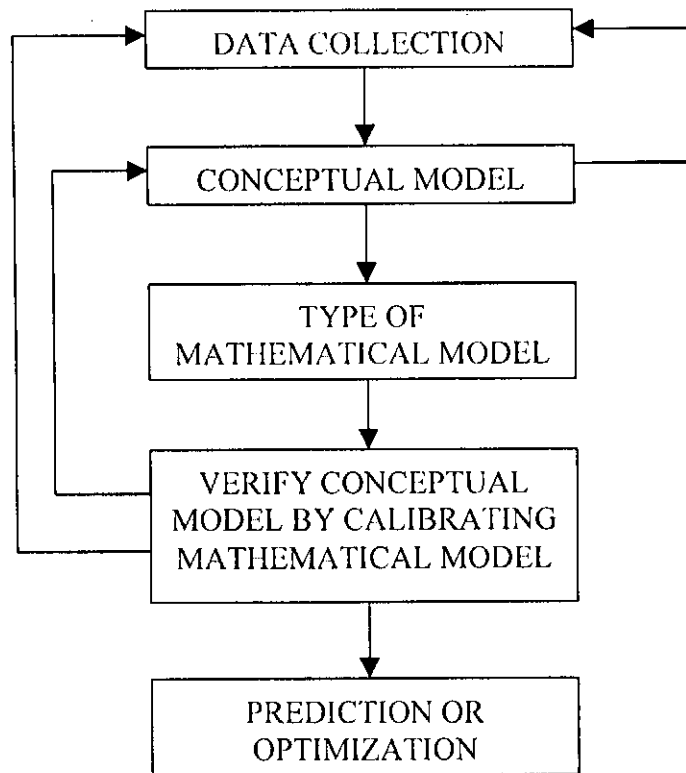 DATA COLLECTION
CONCEPTUAL MODEL
TYPE OF
MATHEMATICAL MODEL
VERIFY CONCEPTUAL
MODEL BY CALIBRATING
MATHEMATICAL MODEL
PREDICTION OR
OPTIMIZATION